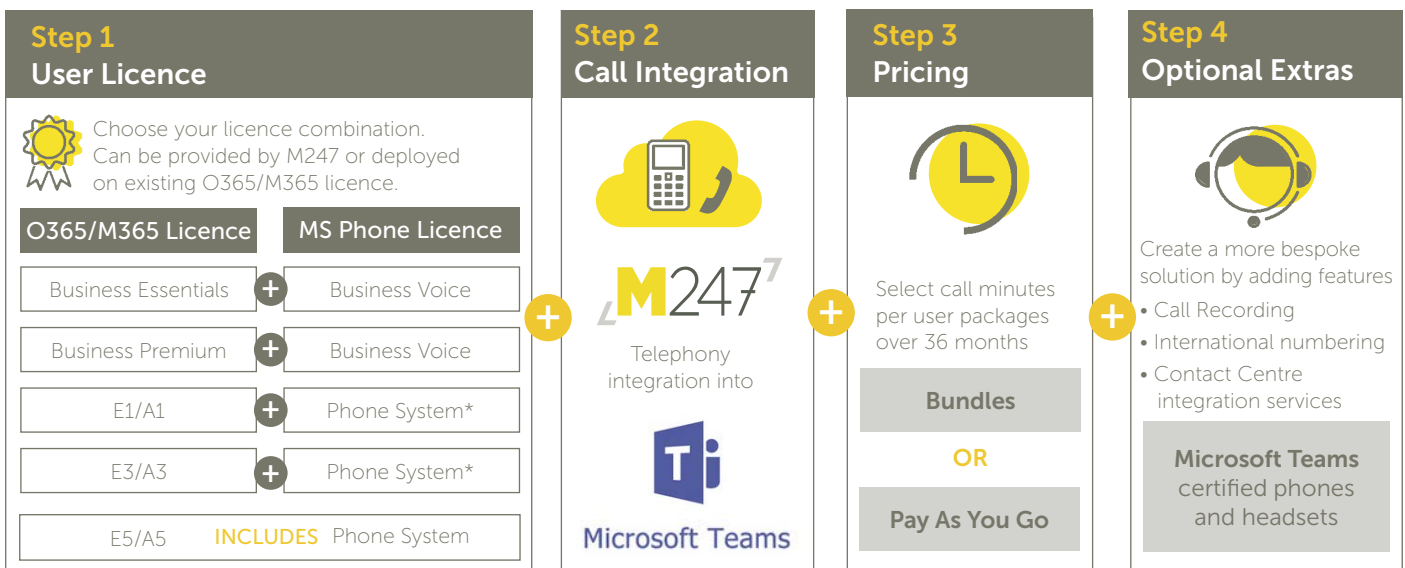 Step 1
User Licence
Choose your licence combination.
Can be provided by M247 or deployed
on existing O365/M365 licence.
O365/M365 Licence
MS Phone Licence
Business Essentials
+
Business Voice
Business Premium
+
Business Voice
E1/A1
+
Phone System*
E3/A3
+
Phone System*
E5/A5 INCLUDES Phone System
+
Step 2
Call Integration
M247
Telephony
integration into
T
Microsoft Teams
+
Step 3
Pricing
Select call minutes
per user packages
over 36 months
Bundles
OR
Pay As You Go
+
Step 4
Optional Extras
Create a more bespoke
solution by adding features
• Call Recording
• International numbering
• Contact Centre
integration services
Microsoft Teams
certified phones
and headsets